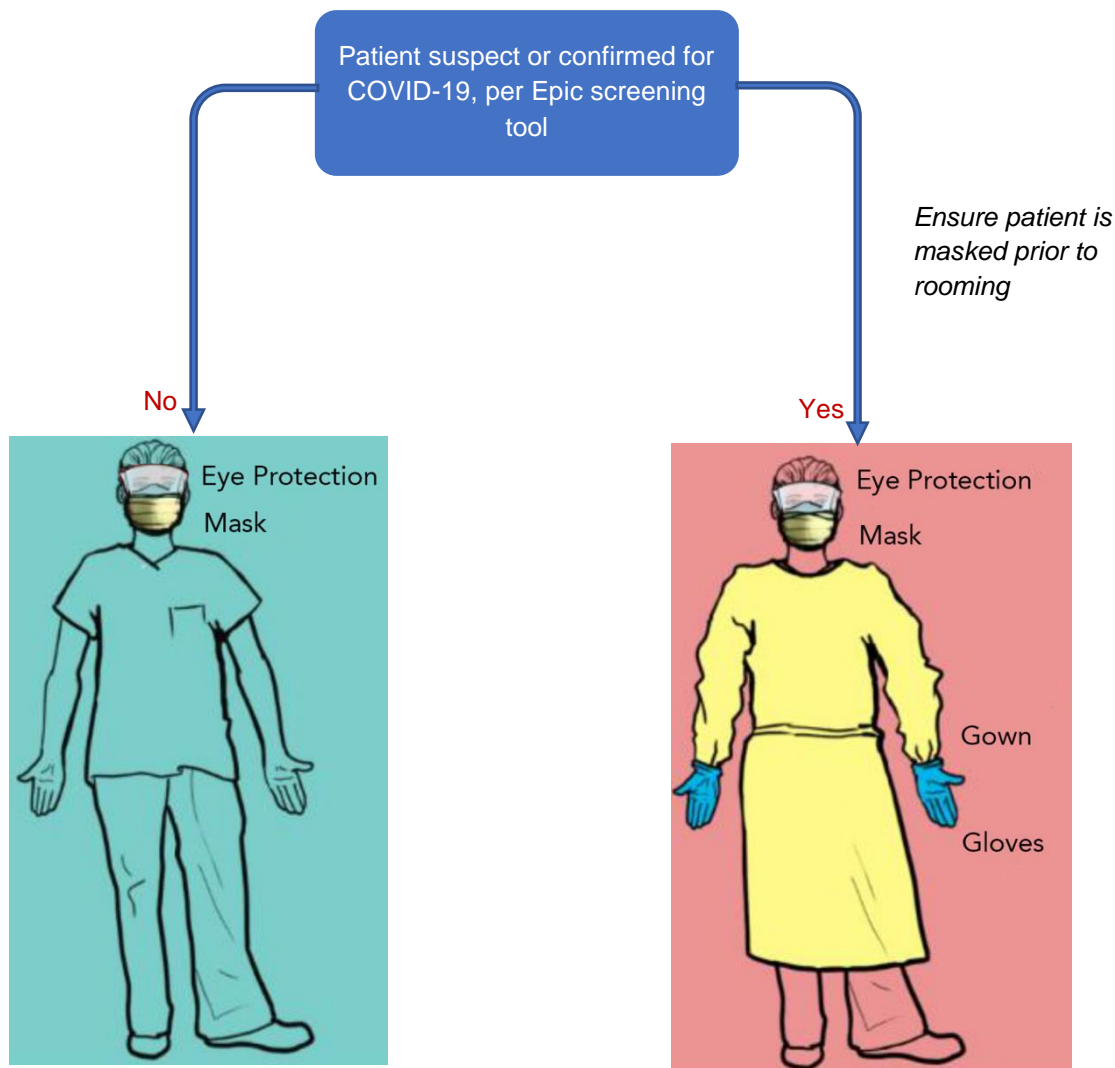 Patient suspect or confirmed for
COVID-19, per Epic screening
tool
Ensure patient is
masked prior to
rooming
No
Yes
Eye Protection
Mask
Eye Protection
Mask
Gown
Gloves